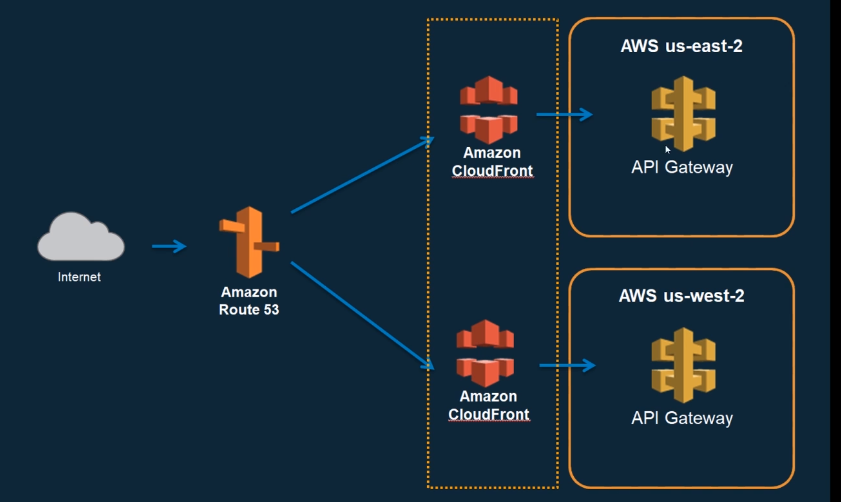 AWS us-east-2
Amazon
CloudFront
API Gateway
Internet
Amazon
Route 53
AWS us-west-2
Amazon
CloudFront
API Gateway